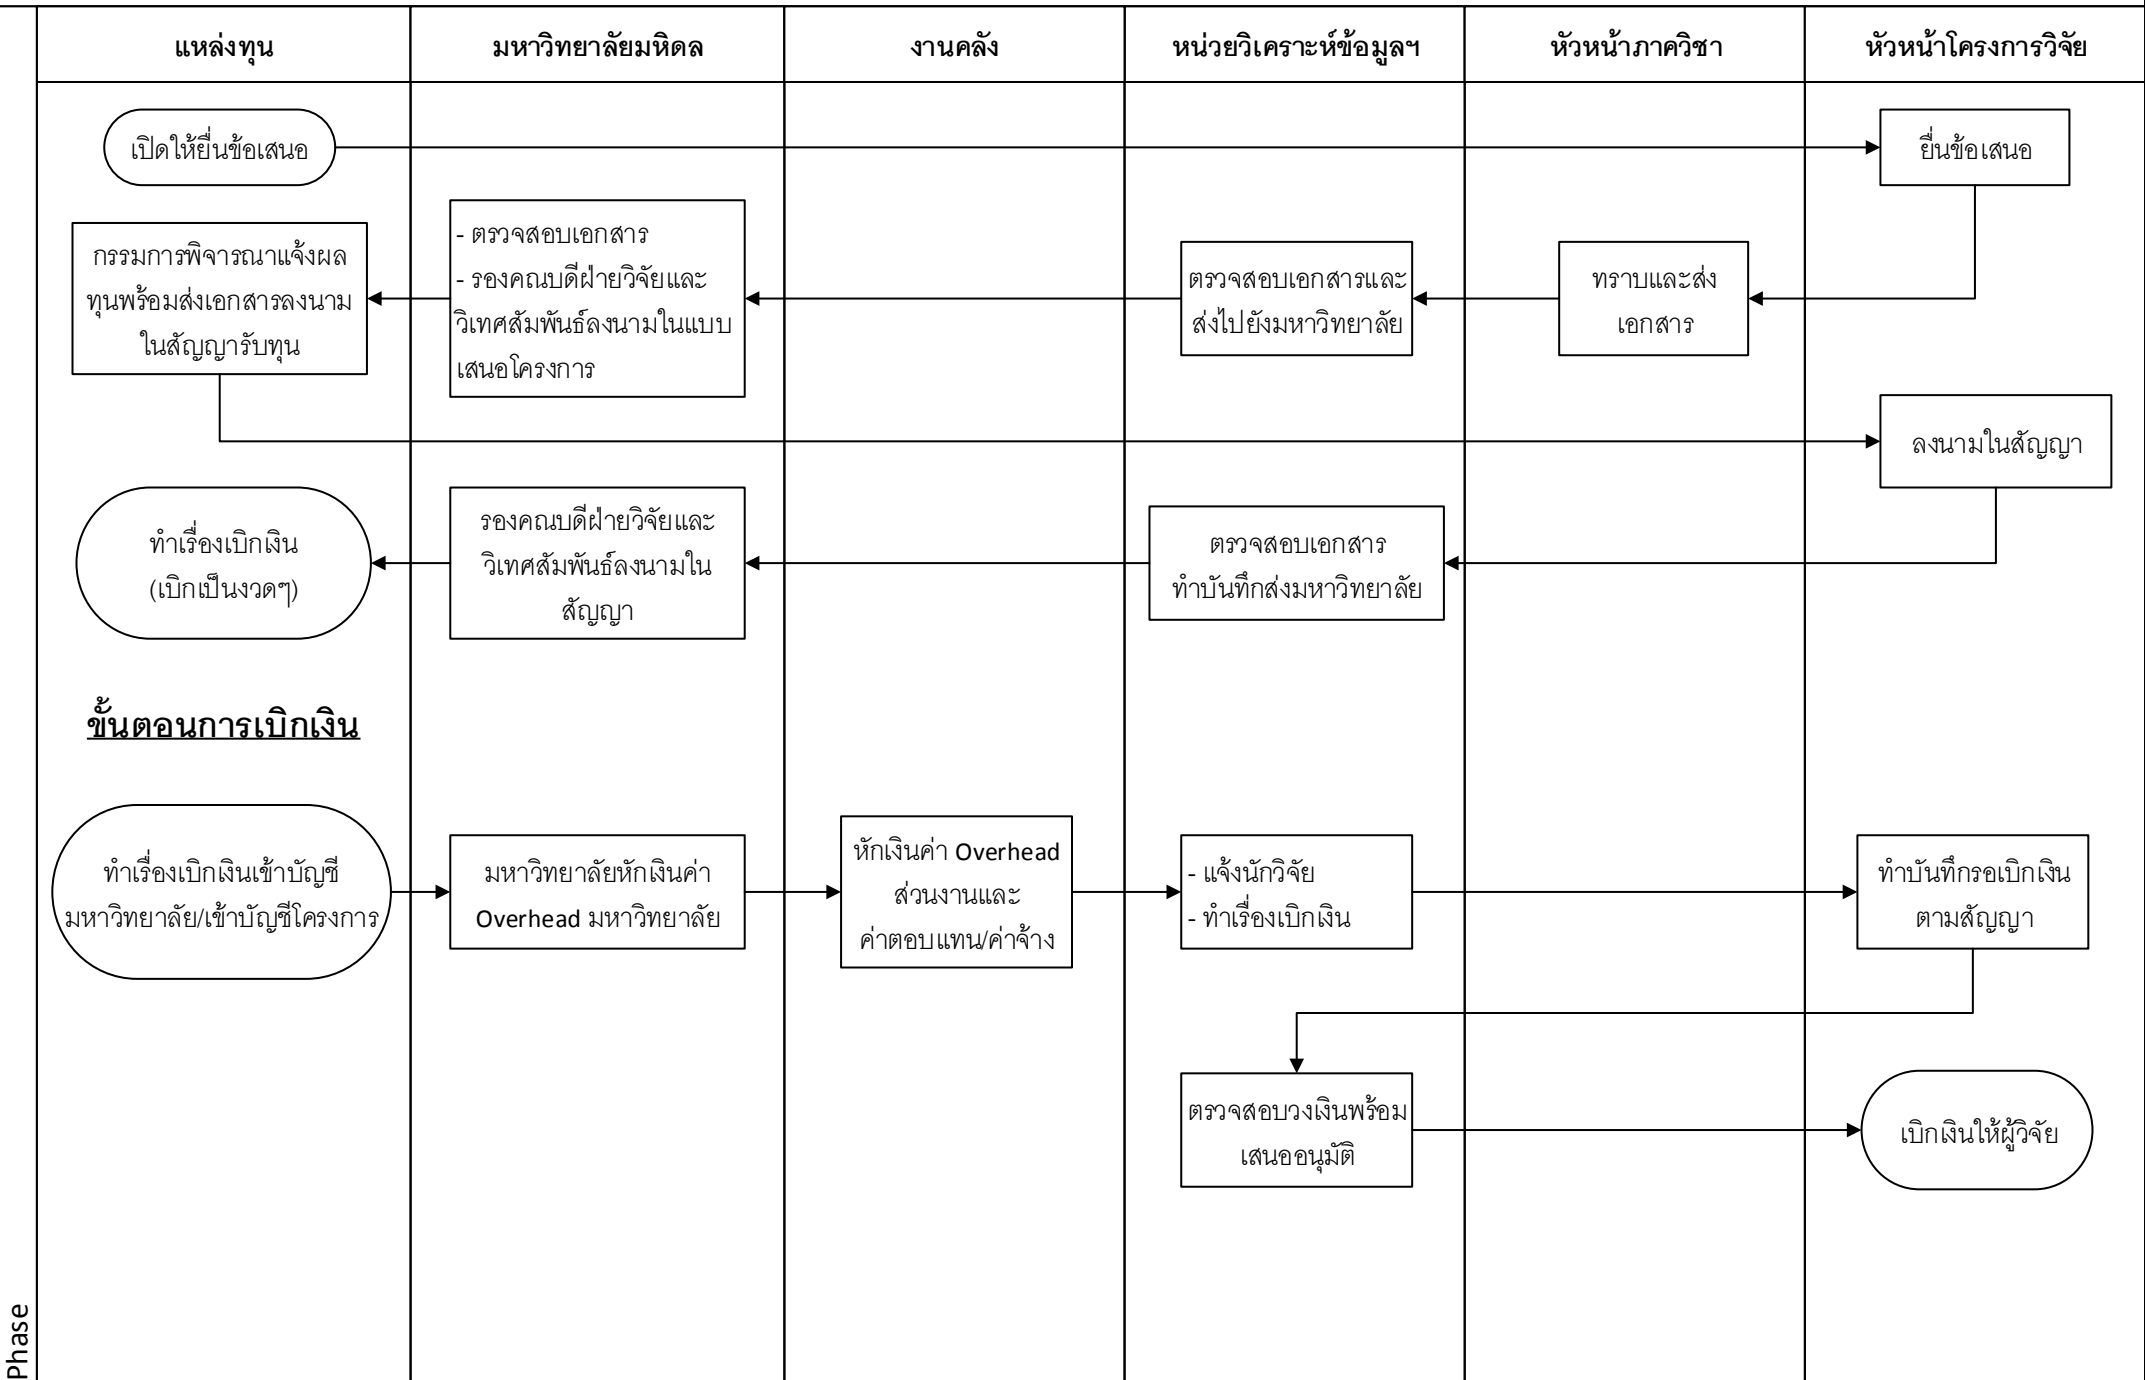 แหล่งทุน
มหาวิทยาลัยมหิดล
งานคลัง
หน่วยวิเคราะห์ข้อมูลฯ
หัวหน้าภาควิชา
หัวหน้าโครงการวิจัย
เปิดให้ยื่นข้อเสนอ
ยื่นข้อเสนอ
กรรมการพิจารณาแจ้งผล
ทุนพร้อมส่งเอกสารลงนาม
ในสัญญารับทุน
- ตรวจสอบเอกสาร
- รองคณบดีฝ่ายวิจัยและ
วิเทศสัมพันธ์ลงนามในแบบ
เสนอโครงการ
ตรวจสอบเอกสารและ
ส่งไปยังมหาวิทยาลัย
ทราบและส่ง
เอกสาร
ลงนามในสัญญา
ทำเรื่องเบิกเงิน
(เบิกเป็นงวดๆ)
รองคณบดีฝ่ายวิจัยและ
วิเทศสัมพันธ์ลงนามใน
สัญญา
ตรวจสอบเอกสาร
ทำบันทึกส่งมหาวิทยาลัย
ขั้นตอนการเบิกเงิน
ทำเรื่องเบิกเงินเข้าบัญชี
มหาวิทยาลัย/เข้าบัญชีโครงการ
มหาวิทยาลัยหักเงินค่า
Overhead มหาวิทยาลัย
หักเงินค่า Overhead
ส่วนงานและ
ค่าตอบแทน/ค่าจ้าง
- แจ้งนักวิจัย
- ทำเรื่องเบิกเงิน
ทำบันทึกรอเบิกเงิน
ตามสัญญา
ตรวจสอบวงเงินพร้อม
เสนออนุมัติ
เบิกเงินให้ผู้วิจัย
Phase